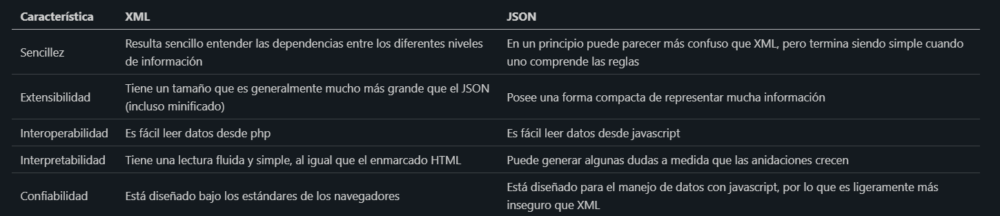 Característica XML JSON
Sencillez Resulta sencillo entender las dependencias entre los diferentes niveles
de información
En un principio puede parecer más confuso que XML, pero termina siendo simple cuando
uno comprende las reglas
Extensibilidad Tiene un tamaño que es generalmente mucho más grande que el JSON
(incluso minificado)
Posee una forma compacta de representar mucha información
Interoperabilidad Es fácil leer datos desde php Es fácil leer datos desde javascript
Interpretabilidad Tiene una lectura fluida y simple, al igual que el enmarcado HTML Puede generar algunas dudas a medida que las anidaciones crecen
Confiabilidad Está diseñado bajo los estándares de los navegadores
Está diseñado para el manejo de datos con javascript, por lo que es ligeramente más
inseguro que XML